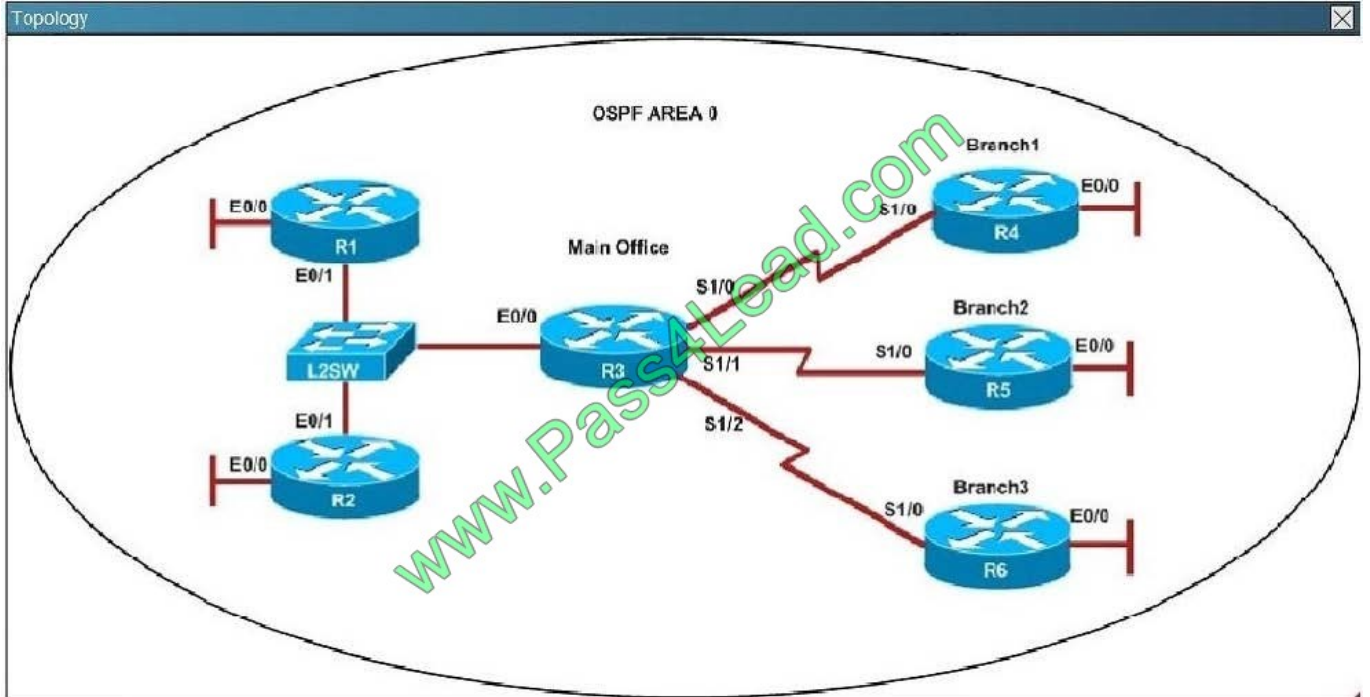 Topology
OSPF AREA 0
Branch1
E0/0
E0/0
S1/0
R1
R4
Main Office
E0/1
S1/0
Branch2
E0/0
S1/0
E0/0
L2SW
R3
S1/1
R5
E0/1
S1/2
E0/0
Branch3
R2
S1/0
E0/0
R6
www.Pass4Lead.com